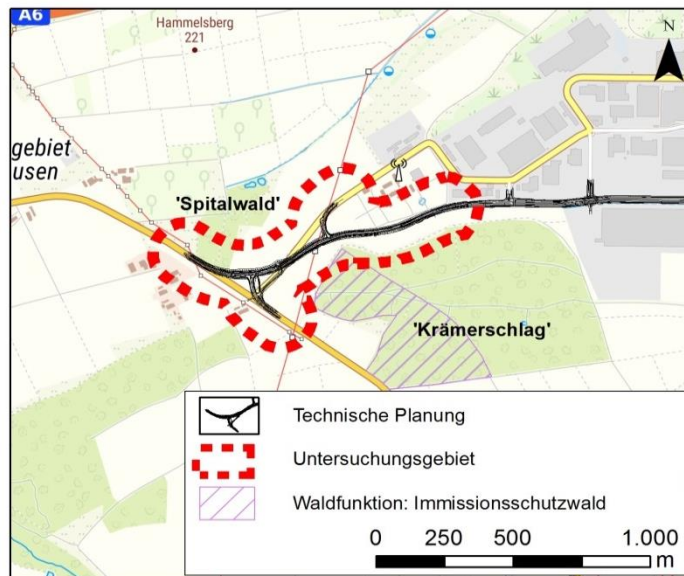 A6
Hammelsberg
221
N
gebiet
usen
'Spitalwald'
'Krämerschlag'
Technische Planung
Untersuchungsgebiet
Waldfunktion: Immissionsschutzwald
0 250 500 1.000
m